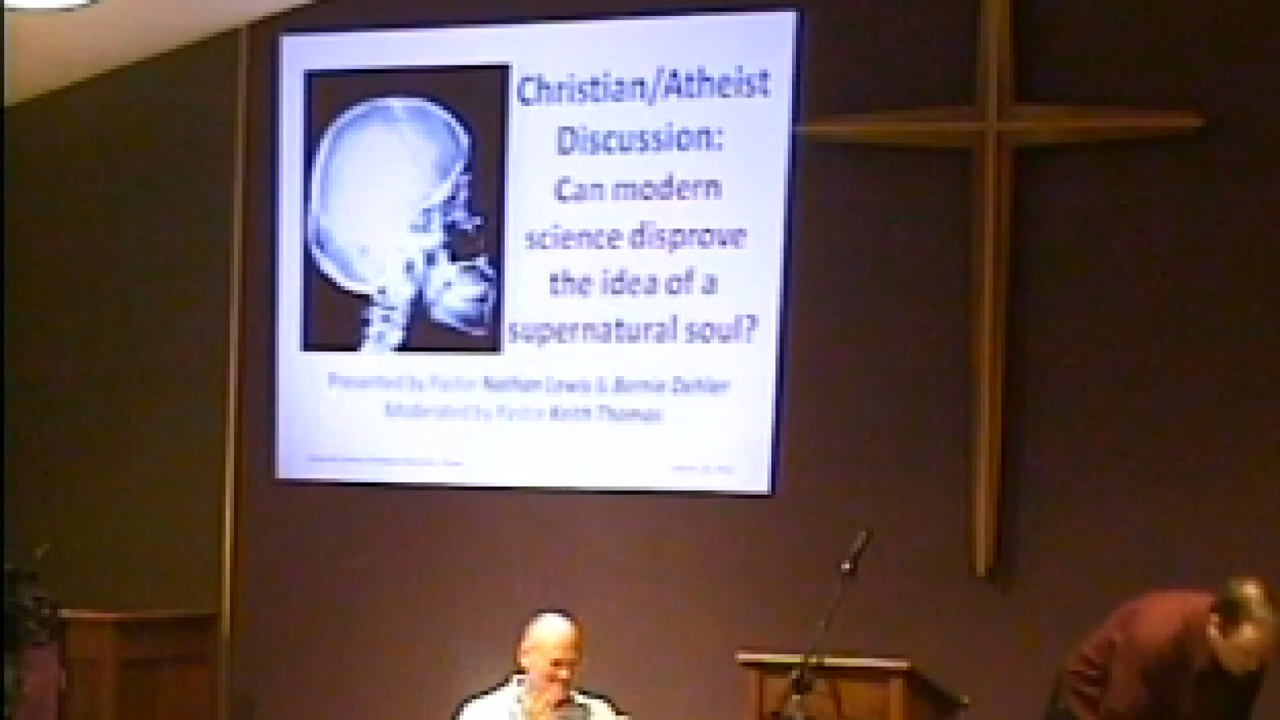 Christian/Atheist
Discussion:
Can modern
science disprove
the idea of a
supernatural soul?
Presented by Pastor Nathan Lewis & Bernie Dehler
Moderated by Pastor Keith Thomas